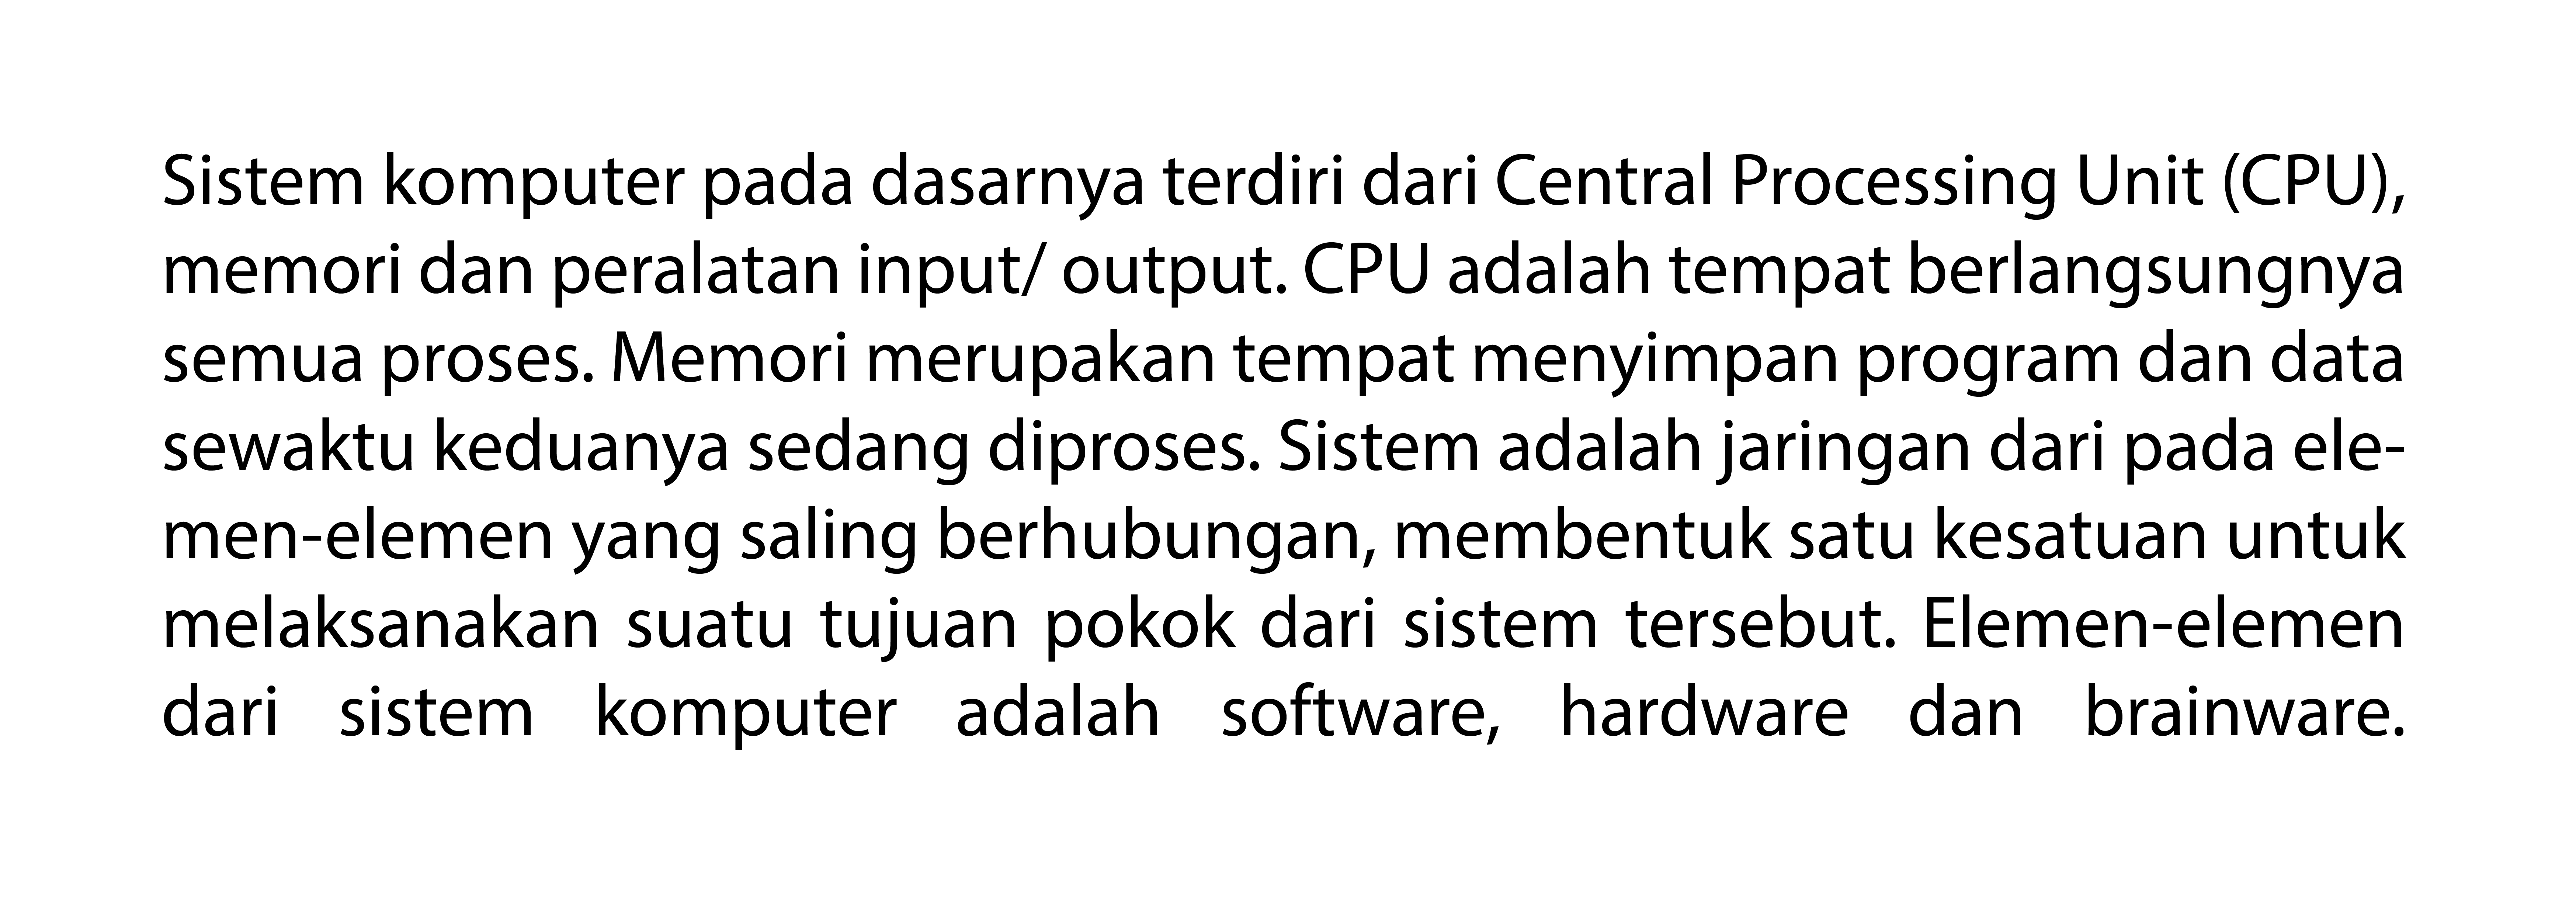 Sistem komputer pada dasarnya terdiri dari Central Processing Unit (CPU),
memori dan peralatan input/ output. CPU adalah tempat berlangsungnya
semua proses. Memori merupakan tempat menyimpan program dan data
sewaktu keduanya sedang diproses. Sistem adalah jaringan dari pada ele-
men-elemen yang saling berhubungan, membentuk satu kesatuan untuk
melaksanakan suatu tujuan pokok dari sistem tersebut. Elemen-elemen
dari sistem komputer adalah software, hardware dan brainware.